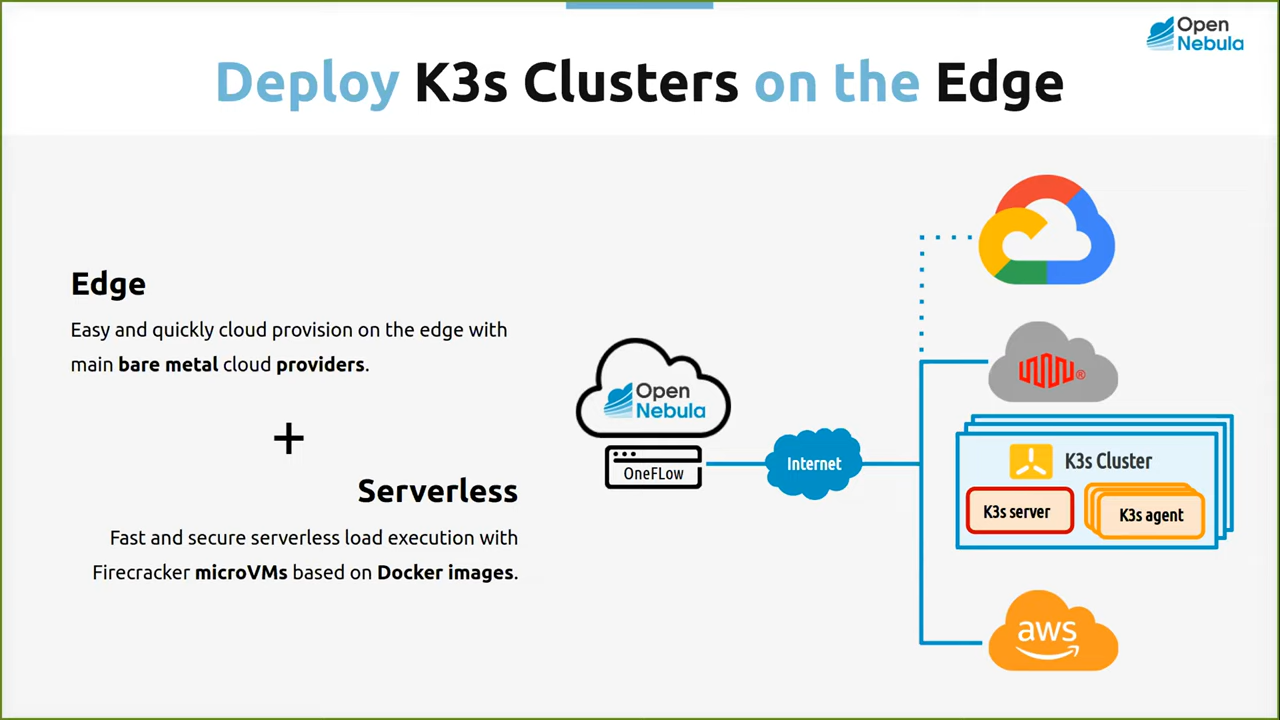 Open
Nebula
Deploy K3s Clusters on the Edge
Edge
Easy and quickly cloud provision on the edge with
main bare metal cloud providers.
+
Serverless
Fast and secure serverless load execution with
Firecracker microVMs based on Docker images.
Open
Nebula
OneFLow
Internet
®
K3s Cluster
K3s server
K3s agent
aws